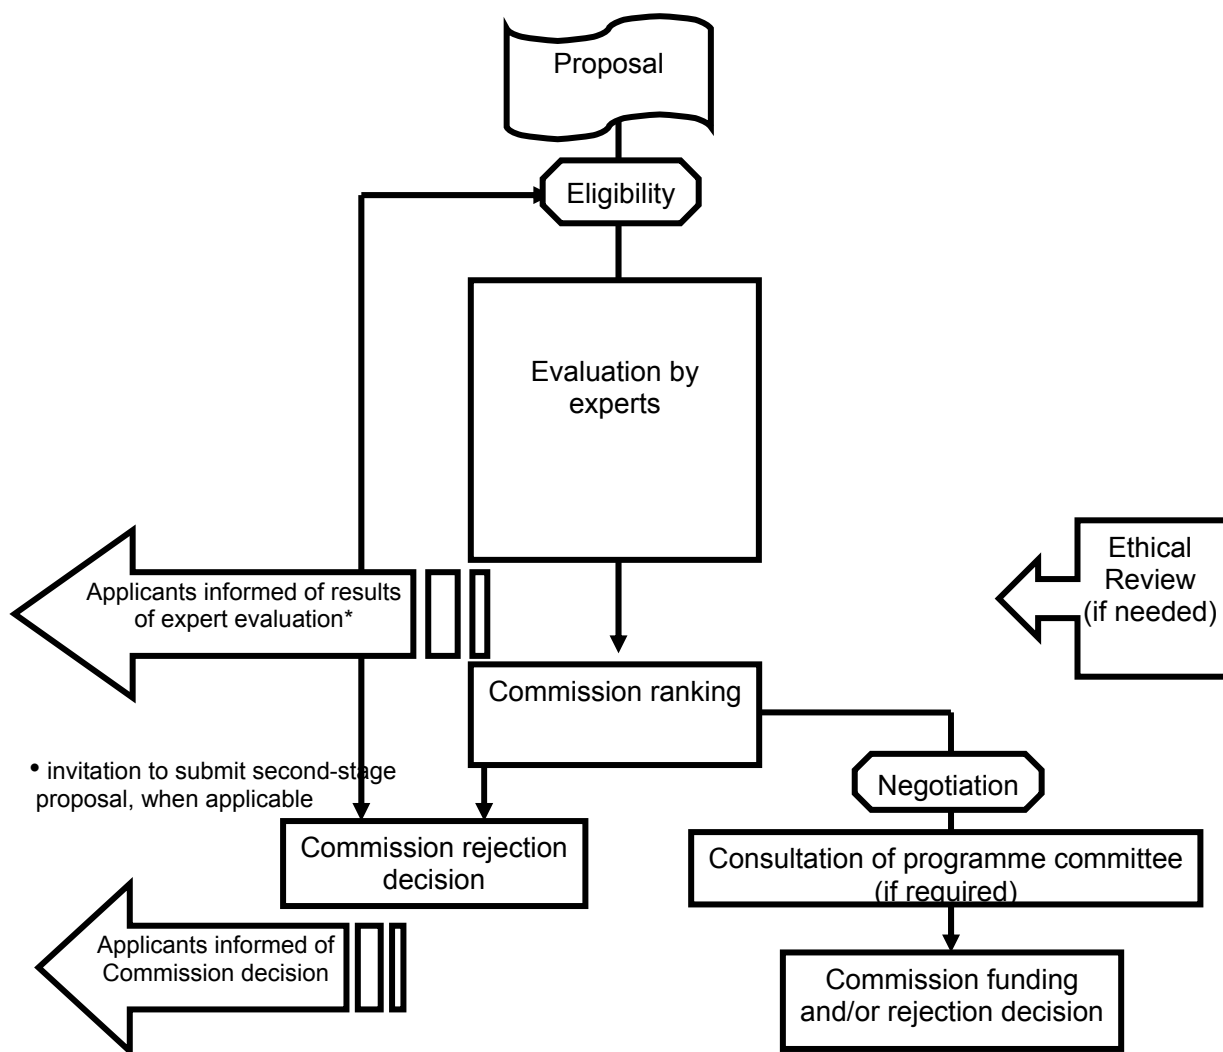 Proposal
Eligibility
Evaluation by
experts
Applicants informed of results
of expert evaluation*
Ethical
Review
(if needed)
Commission ranking
• invitation to submit second-stage
proposal, when applicable
Negotiation
Commission rejection
decision
Consultation of programme committee
(if required)
Applicants informed of
Commission decision
Commission funding
and/or rejection decision